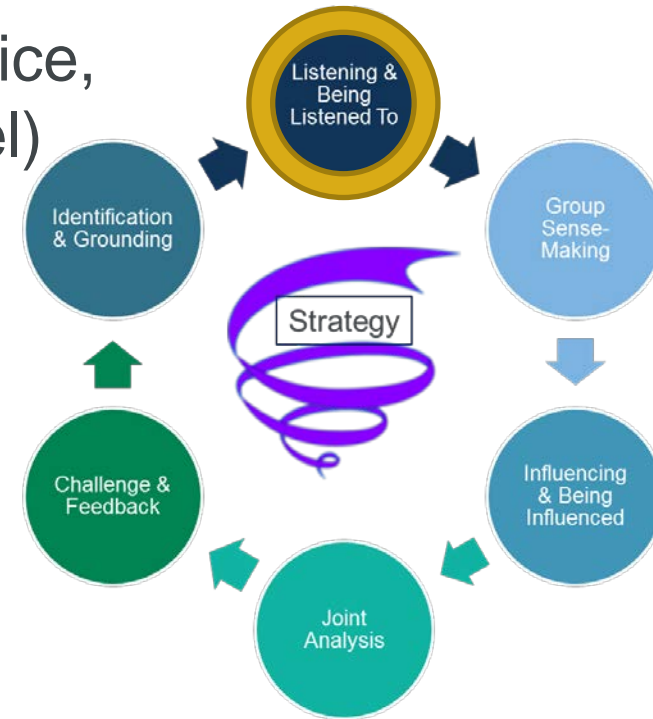 ice,
el)
Listening &
Being
Listened To
Group
Sense-
Making
Influencing
& Being
Influenced
Joint
Analysis
Challenge &
Feedback
Identification
& Grounding
Strategy